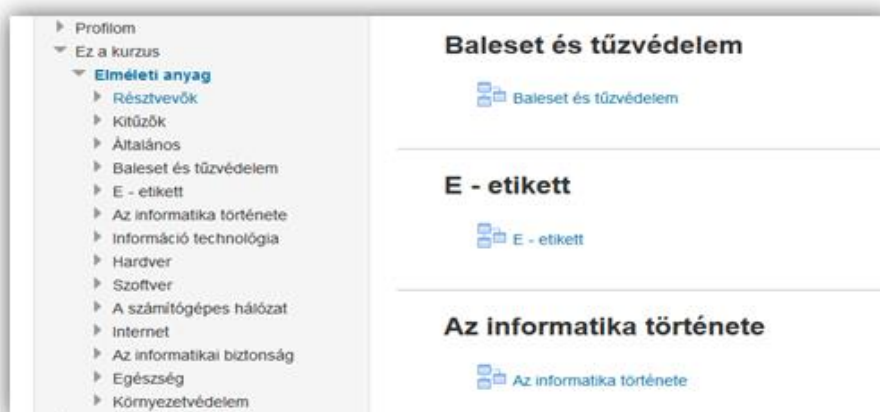 Profilom
Ez a kurzus
Elméleti anyag
Résztvevők
Kitűzők
Általános
Baleset és tűzvédelem
E - etikett
Az informatika története
Információ technológia
Hardver
Szoftver
A számítógépes hálózat
Internet
Az informatikai biztonság
Egészség
Környezetvédelem
Baleset és tűzvédelem
Baleset és tűzvédelem
E - etikett
E - etikett
Az informatika története
Az informatika története